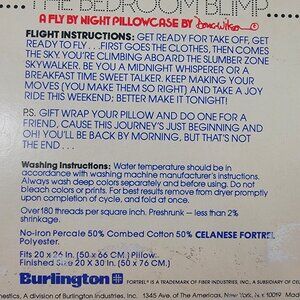 THE BEDROOM BLIMP
A FLY BY NIGHT PILLOWCASE BY
FLIGHT INSTRUCTIONS: GET READY FOR TAKE OFF, GET
READY TO FLY. . .FIRST GOES THE CLOTHES, THEN COMES
THE SKY. YOU'RE CLIMBING ABOARD THE SLUMBER ZONE
SKYWALKER. BE YOU A MIDNIGHT WHISPERER OR A
BREAKFAST TIME SWEET TALKER. KEEP MAKING YOUR
MOVES (YOU MAKE THEM SO RIGHT) AND TAKE A JOY
RIDE THIS WEEKEND; BETTER MAKE IT TONIGHT!
P.S. GIFT WRAP YOUR PILLOW AND DO ONE FOR A
FRIEND, CAUSE THIS JOURNEY'S JUST BEGINNING AND
OH! YOU'LL BE BACK BY MORNING, BUT THAT'S NOT
THE END. . .
Washing Instructions: Water temperature should be in
accordance with washing machine manufacturer's instructions.
Always wash deep colors separately and before using. Do not
bleach colors or prints. For best results remove from dryer promptly
upon completion of cycle, and fold at once.
Over 180 threads per square inch. Preshrunk — less than 2%
shrinkage.
No-iron Percale 50% Combed Cotton 50% CELANESE FORTREL
Polyester.
Fits 20 x 26 In. (50 x 66 CM.) Pillow.
Finished Size 20 X 30 In. (50 x 76 CM.)
Burlington
FORTREL® IS A TRADEMARK OF FIBER INDUSTRIES, INC.
mestics, A division of Burlington Industries, Inc. 1345 Ave. of The Americas, New York, N.Y. 10019 Made